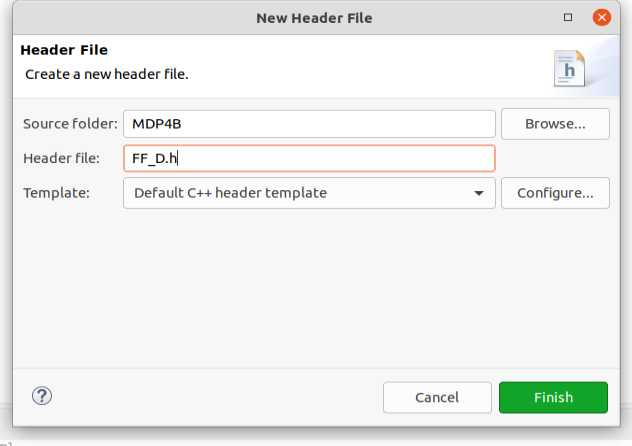 New Header File
Header File
Create a new header file.
h
Source folder: MDP4B Browse...
Header file: FF_D.h
Template: Default C++ header template Configure...
? Cancel Finish